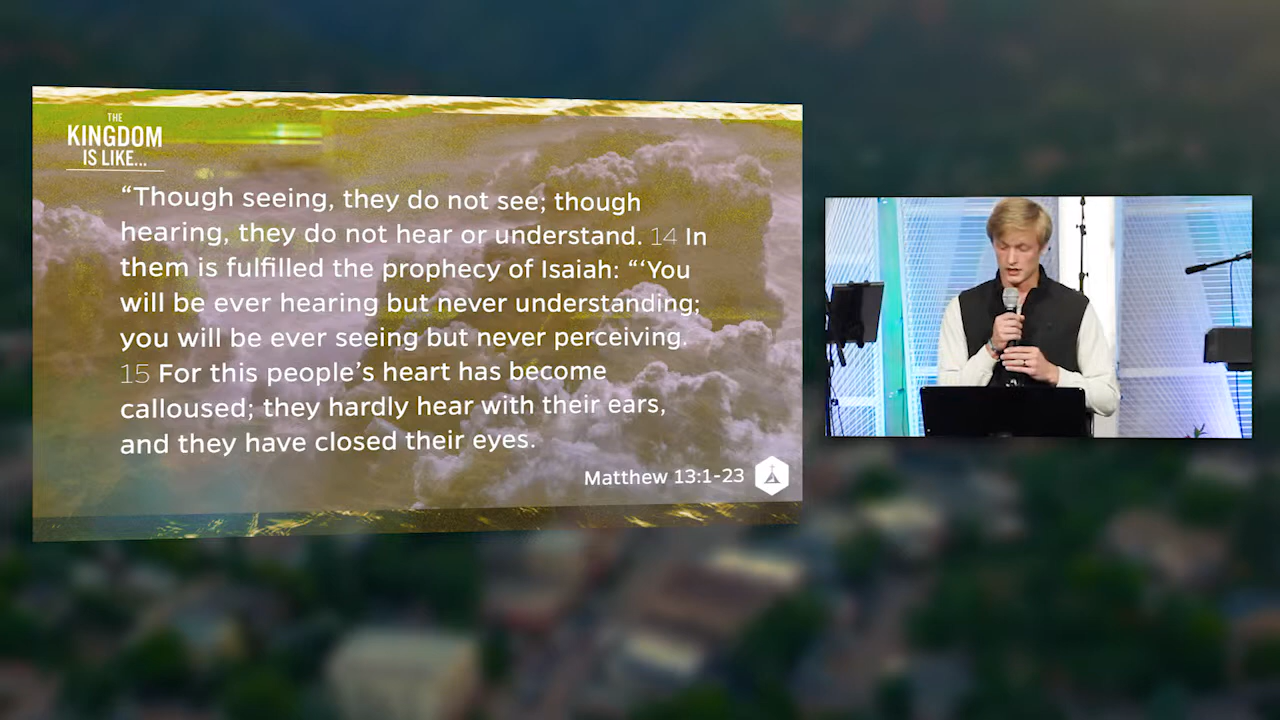 THE
KINGDOM
IS LIKE...
“Though seeing, they do not see; though
hearing, they do not hear or understand. 14 In
them is fulfilled the prophecy of Isaiah: “‘You
will be ever hearing but never understanding;
you will be ever seeing but never perceiving.
15 For this people’s heart has become
calloused; they hardly hear with their ears,
and they have closed their eyes.
Matthew 13:1-23